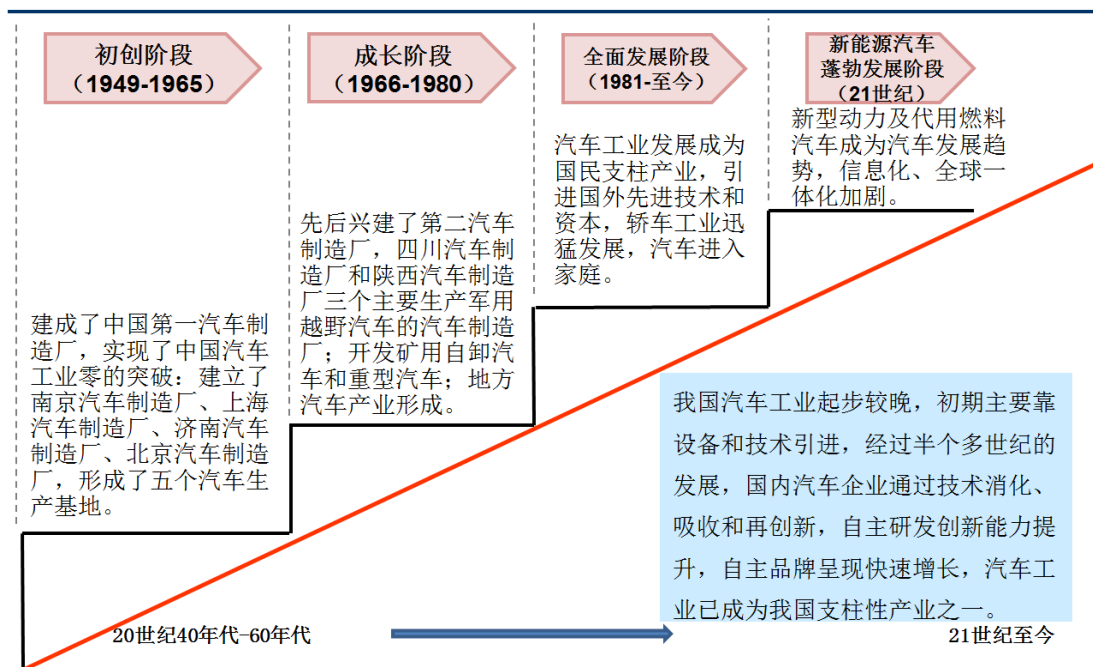 初创阶段
（1949-1965）
成长阶段
（1966-1980）
全面发展阶段
（1981-至今）
新能源汽车
蓬勃发展阶段
（21世纪）
建成了中国第一汽车制
造厂，实现了中国汽车
工业零的突破：建立了
南京汽车制造厂、上海
汽车制造厂、济南汽车
制造厂、北京汽车制造
厂，形成了五个汽车生
产基地。
先后兴建了第二汽车
制造厂，四川汽车制
造厂和陕西汽车制造
厂三个主要生产军用
越野汽车的汽车制造
厂；开发矿用自卸汽
车和重型汽车；地方
汽车产业形成。
汽车工业发展成为
国民支柱产业，引
进国外先进技术和
资本，轿车工业迅
猛发展，汽车进入
家庭。
新型动力及代用燃料
汽车成为汽车发展趋
势，信息化、全球一
体化加剧。
我国汽车工业起步较晚，初期主要靠
设备和技术引进，经过半个多世纪的
发展，国内汽车企业通过技术消化、
吸收和再创新，自主研发创新能力提
升，自主品牌呈现快速增长，汽车工
业已成为我国支柱性产业之一。
20世纪40年代-60年代
21世纪至今